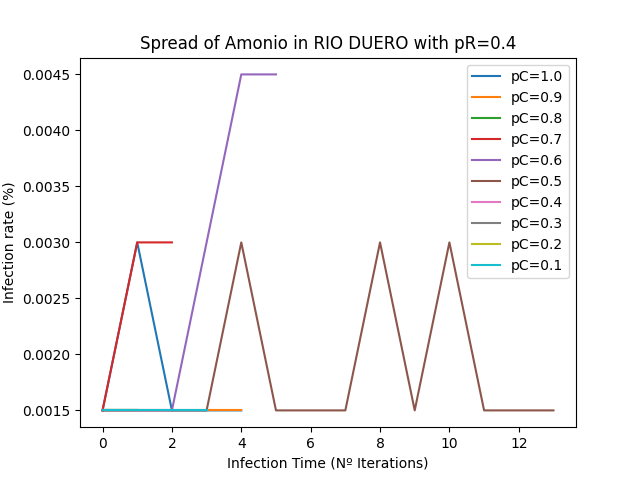 Spread of Amonio in RIO DUERO with pR=0.4
Infection rate (%)
0.0045
0.0040
0.0035
0.0030
0.0025
0.0020
0.0015
pC=1.0
pC=0.9
pC=0.8
pC=0.7
pC=0.6
pC=0.5
pC=0.4
pC=0.3
pC=0.2
pC=0.1
0 2 4 6 8 10 12
Infection Time (Nº Iterations)